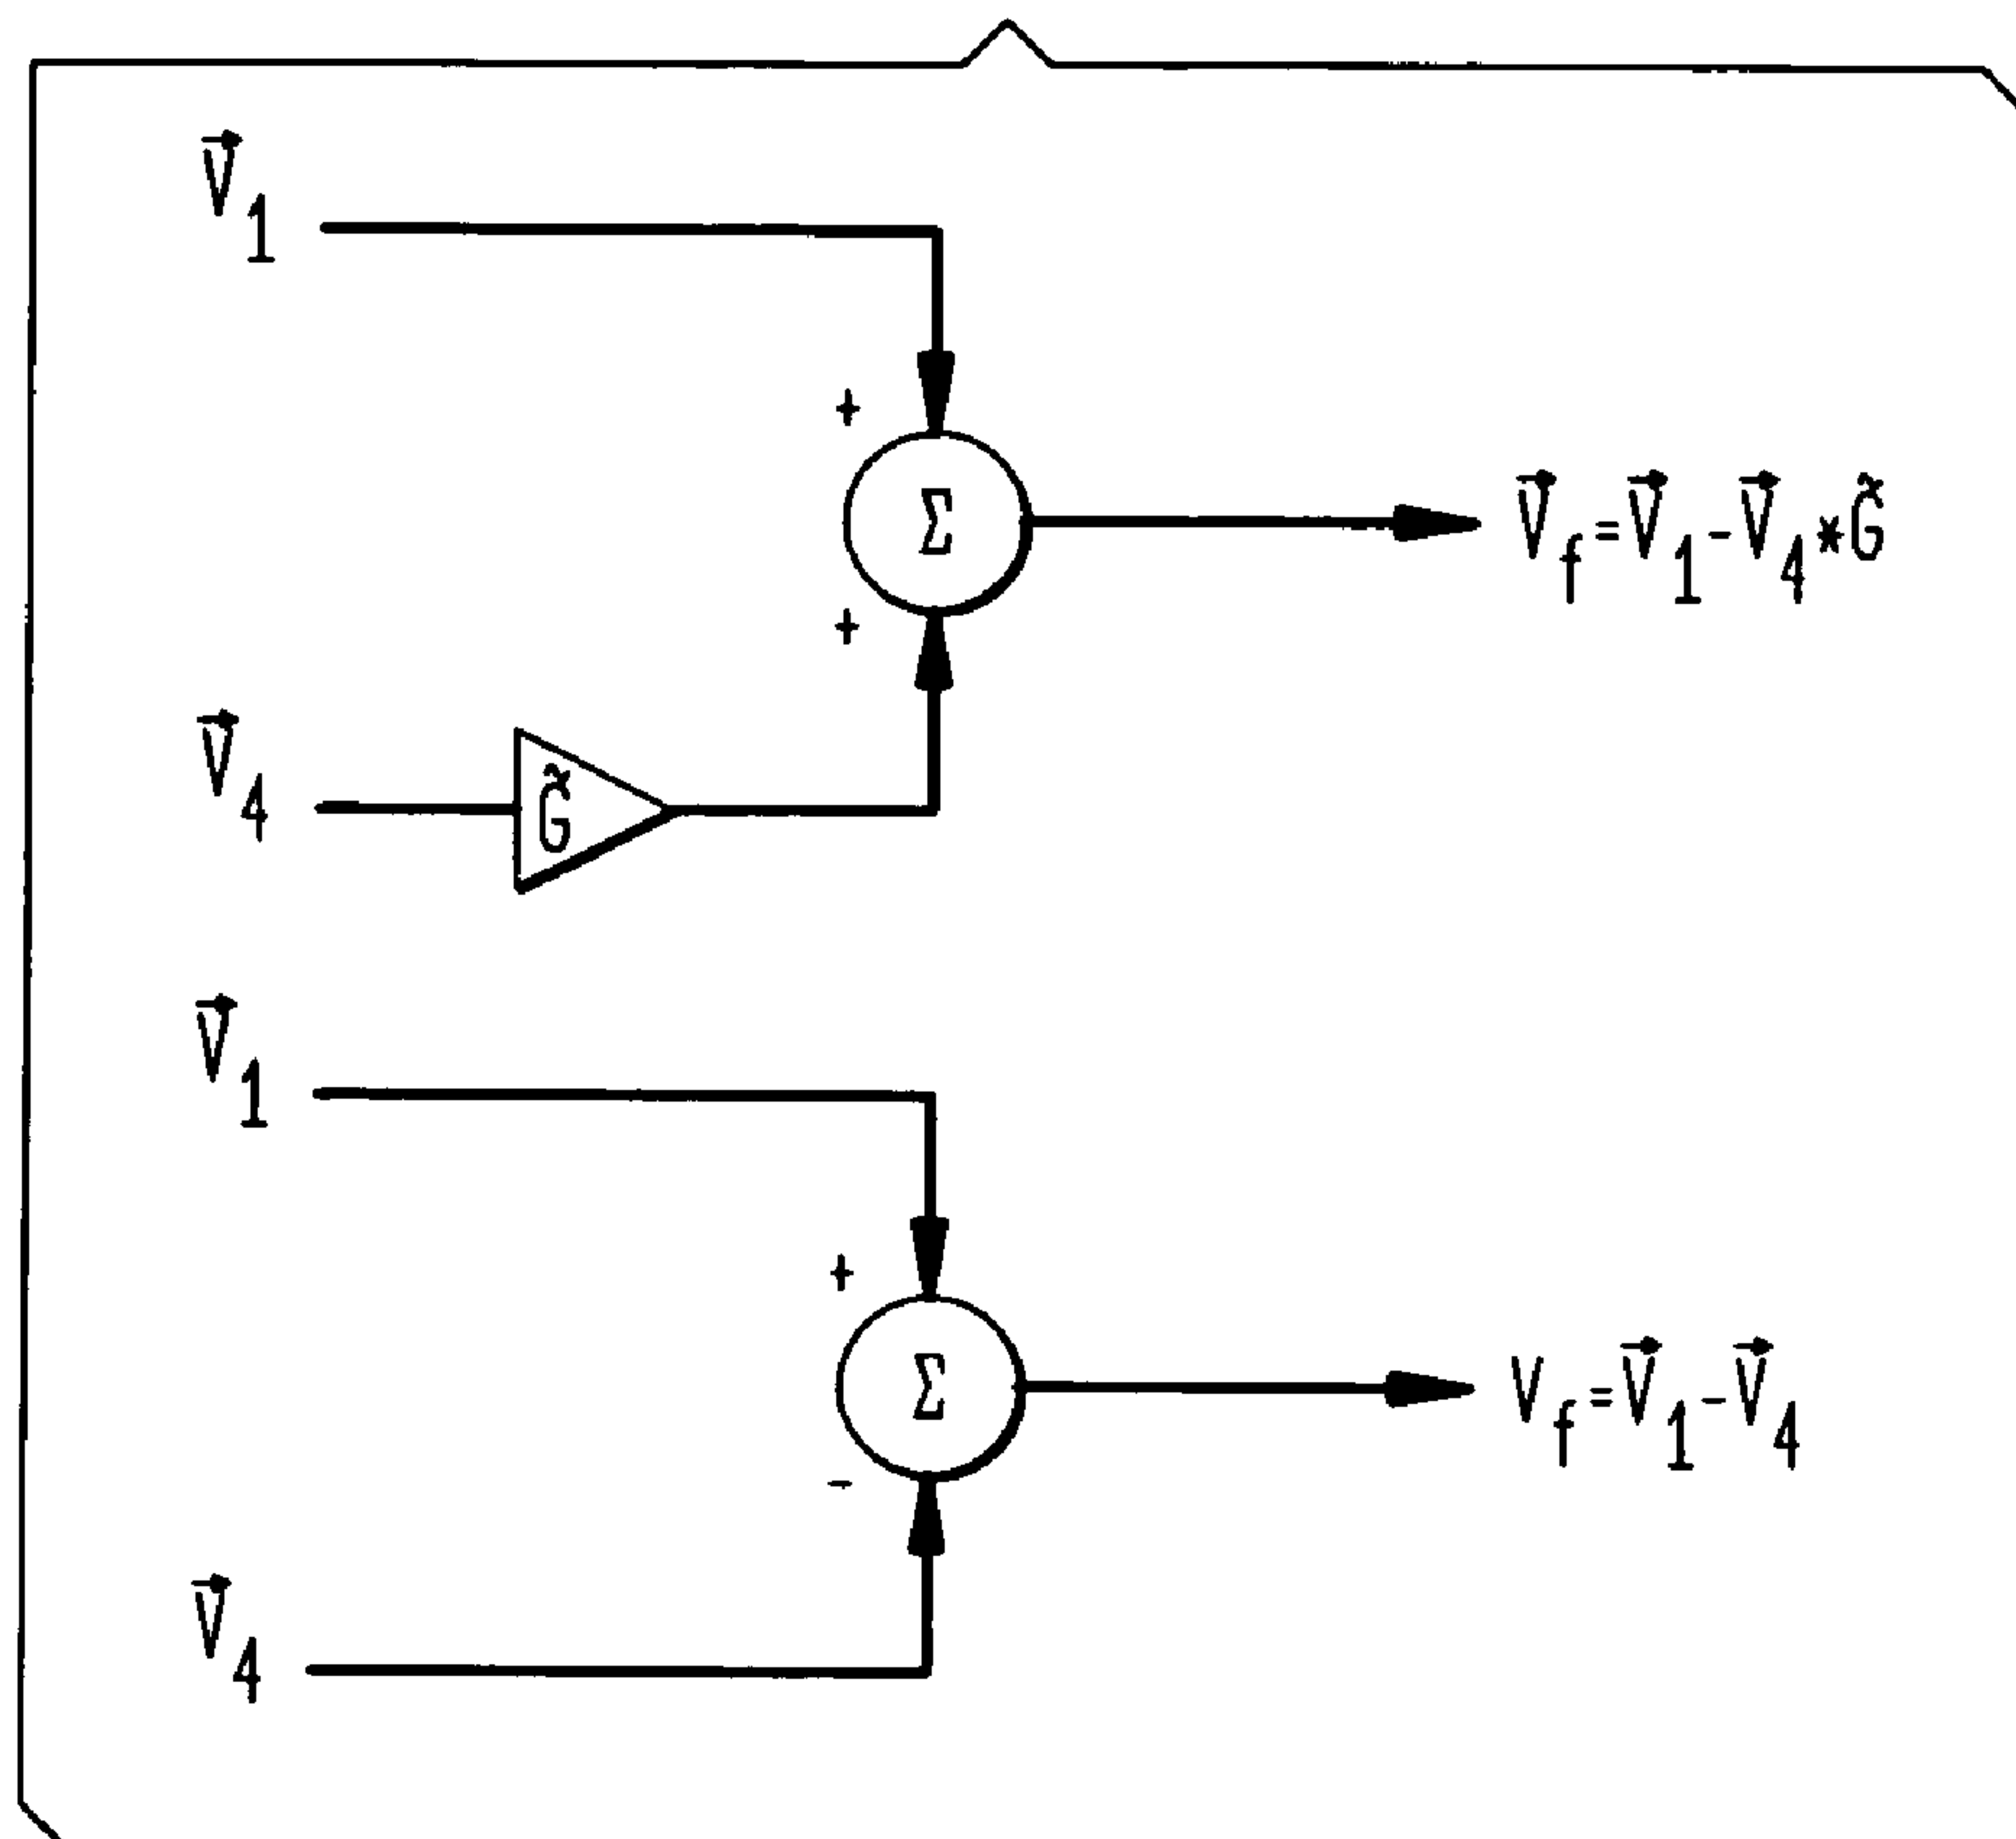 V⃗1
+
Σ
V⃗f=V⃗1-V⃗4*G̃
+
V⃗4
G̃
V⃗1
+
Σ
Vf=V⃗1-V⃗4
-
V⃗4